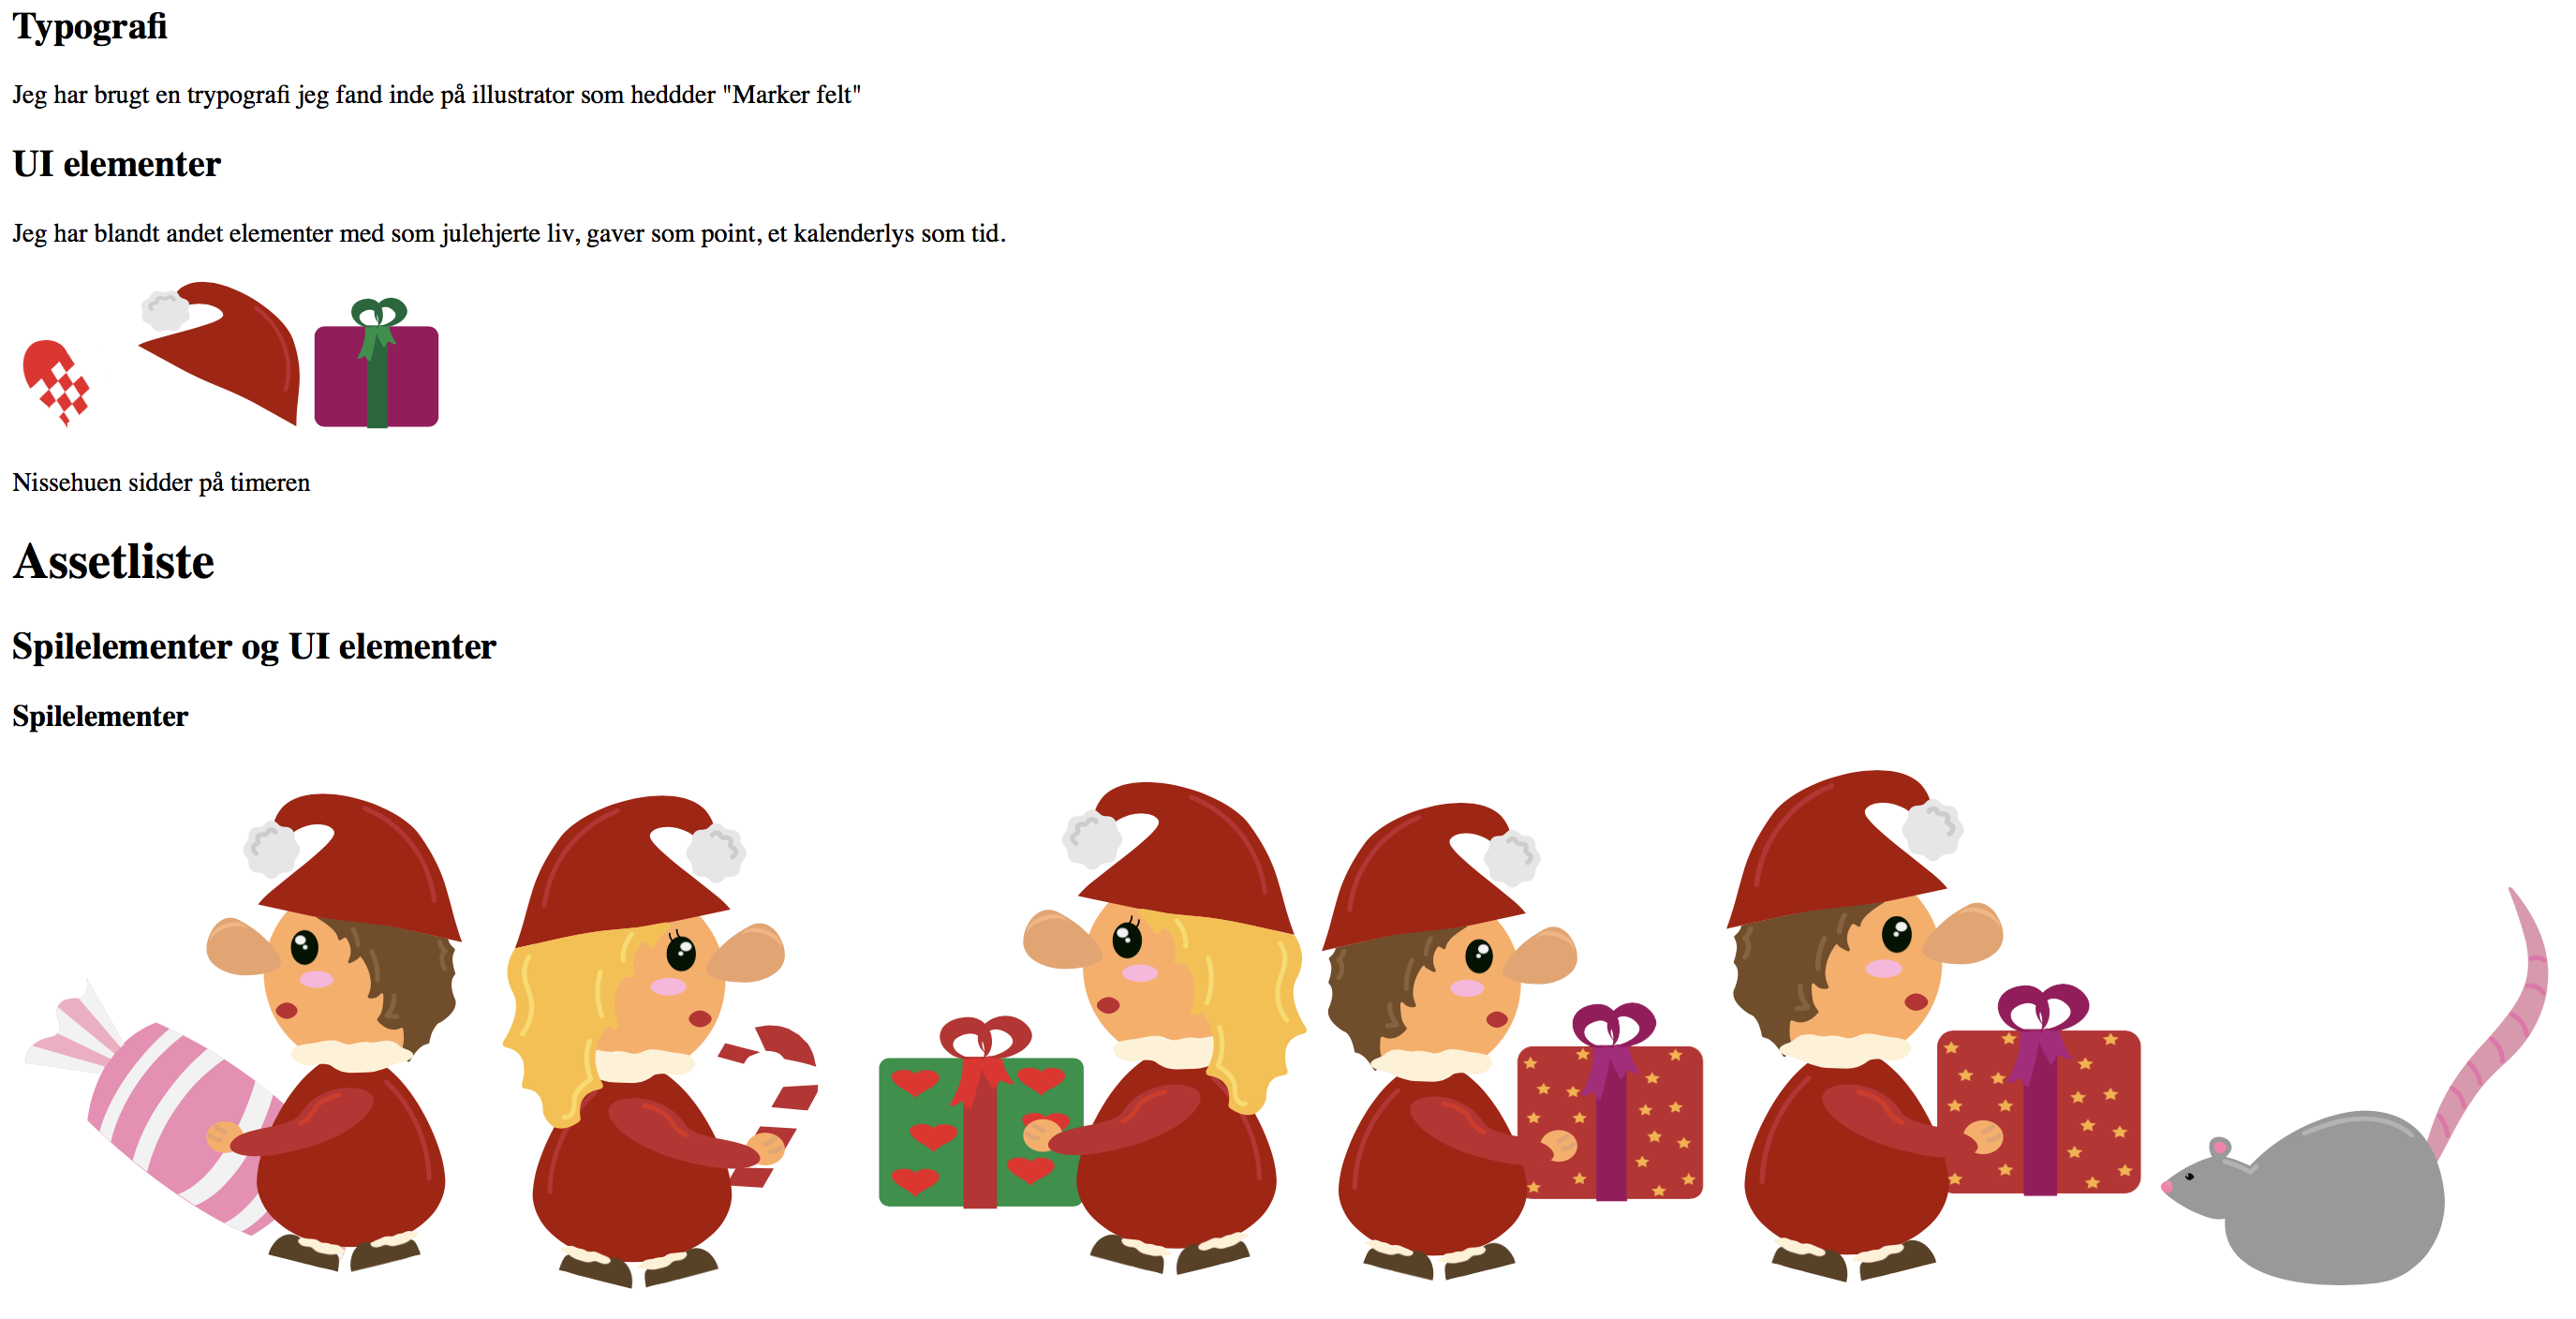 Typografi
Jeg har brugt en trypografi jeg fand inde på illustrator som heddder "Marker felt"
UI elementer
Jeg har blandt andet elementer med som julehjerte liv, gaver som point, et kalenderlys som tid.
Nissehuen sidder på timeren
Assetliste
Spilelementer og UI elementer
Spilelementer